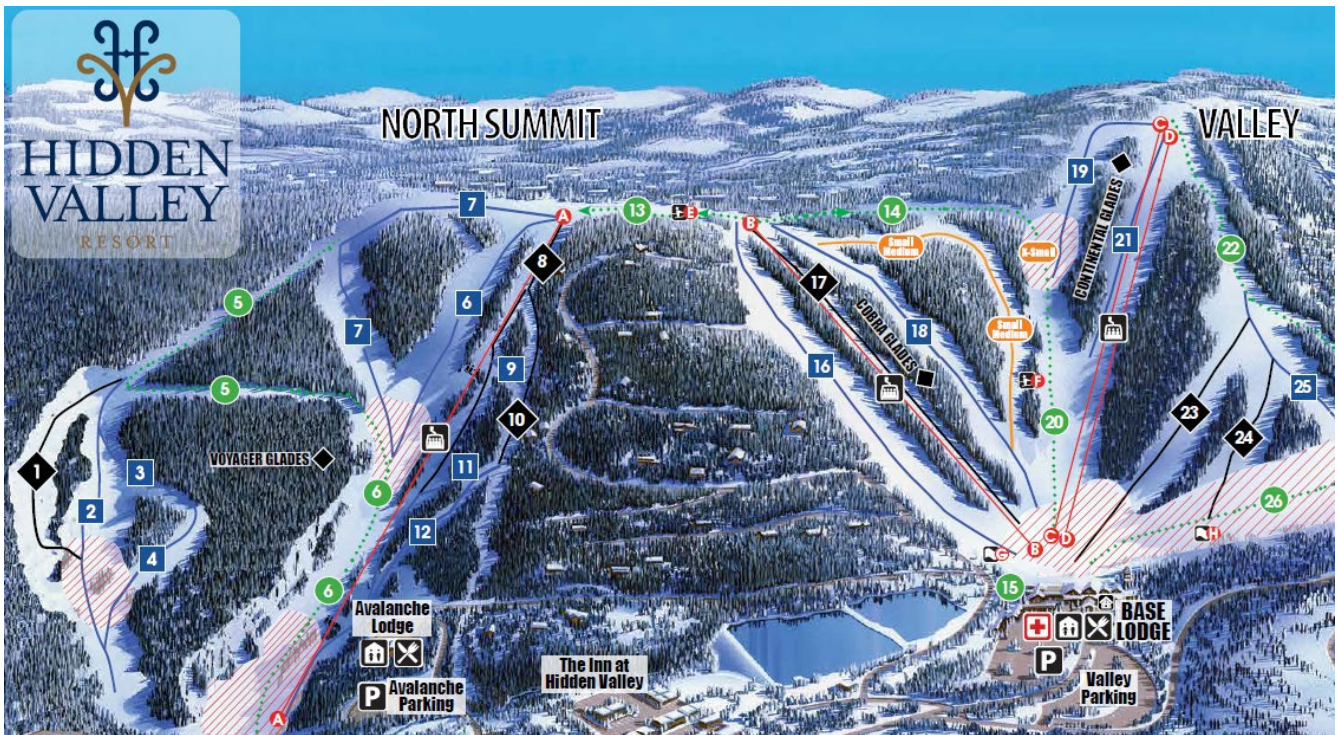 HIDDEN
VALLEY
RESORT
NORTH SUMMIT
VALLEY
C
D
19
CONTINENTAL GLADES
21
22
7
A
13
E
B
14
X-Small
Small
Medium
8
5
6
7
17
18
COBRA GLADES
Small
Medium
16
F
9
5
10
20
25
23
24
1
3
VOYAGER GLADES
11
2
6
12
26
4
G
B
C
D
H
6
15
Avalanche
Lodge
BASE
LODGE
P
Avalanche
Parking
The Inn at
Hidden Valley
P
Valley
Parking
A